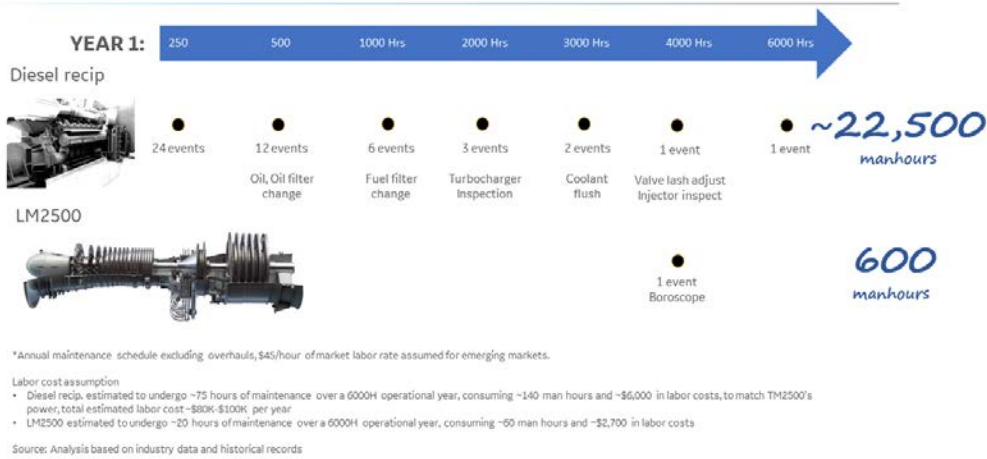 YEAR 1: 250 500 1000 Hrs 2000 Hrs 3000 Hrs 4000 Hrs 6000 Hrs
Diesel recip
24 events 12 events 6 events 3 events 2 events 1 event 1 event
~22,500
manhours
Oil, Oil filter change
Fuel filter change
Turbocharger Inspection
Coolant flush
Valve lash adjust
Injector inspect
LM2500
1 event
Boroscope
600
manhours
*Annual maintenance schedule excluding overhauls, $45/hour of market labor rate assumed for emerging markets.
Labor cost assumption
• Diesel recip. estimated to undergo ~75 hours of maintenance over a 6000H operational year, consuming ~140 man hours and ~$6,000 in labor costs, to match TM2500's
power, total estimated labor cost ~$80K-$100K per year
• LM2500 estimated to undergo ~20 hours of maintenance over a 6000H operational year, consuming ~60 man hours and ~$2,700 in labor costs
Source: Analysis based on industry data and historical records